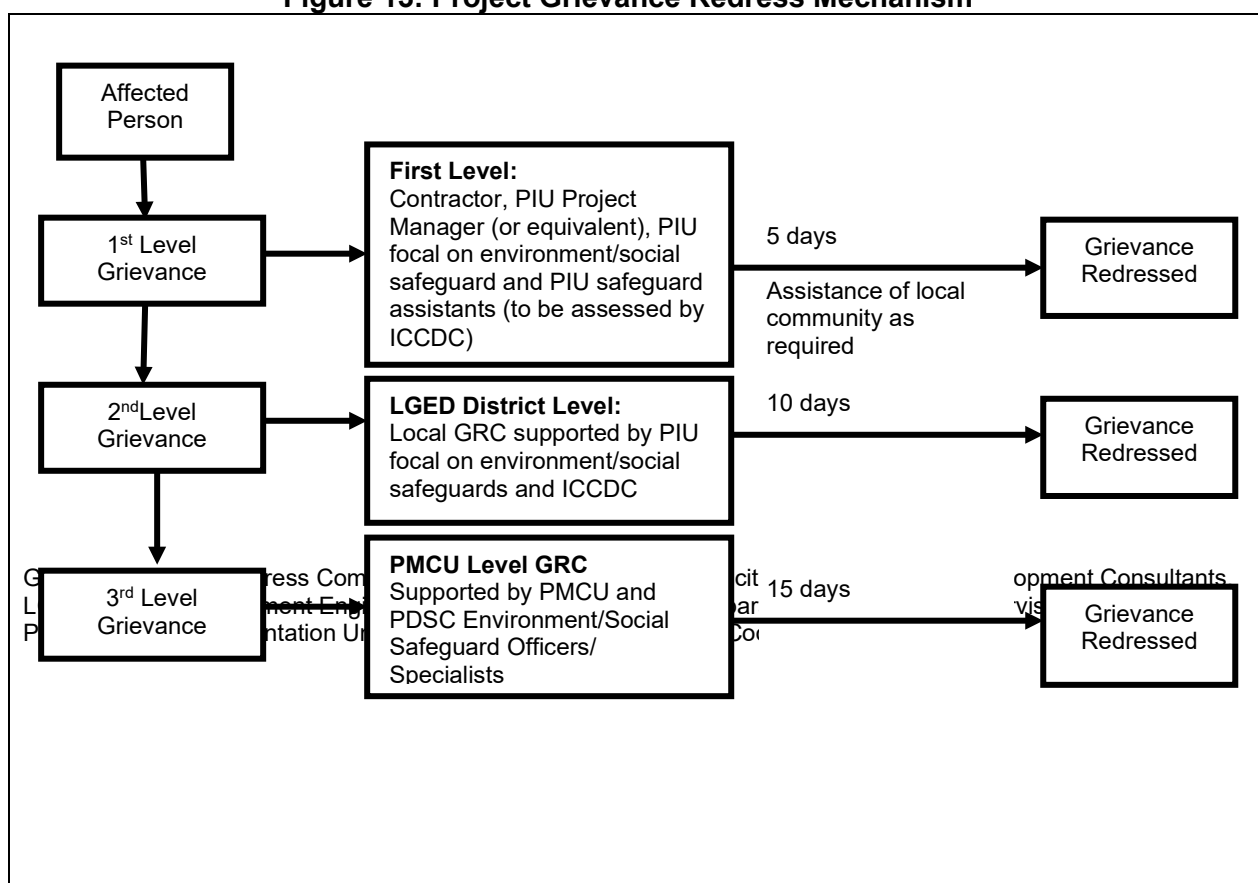 Figure 13: Project Grievance Redress Mechanism
Affected
Person
1st Level
Grievance
First Level:
Contractor, PIU Project
Manager (or equivalent), PIU
focal on environment/social
safeguard and PIU safeguard
assistants (to be assessed by
ICCDC)
5 days
Assistance of local
community as
required
Grievance
Redressed
2ndLevel
Grievance
LGED District Level:
Local GRC supported by PIU
focal on environment/social
safeguards and ICCDC
10 days
Grievance
Redressed
3rd Level
Grievance
PMCU Level GRC
Supported by PMCU and
PDSC Environment/Social
Safeguard Officers/
Specialists
15 days
Grievance
Redressed
Consultants